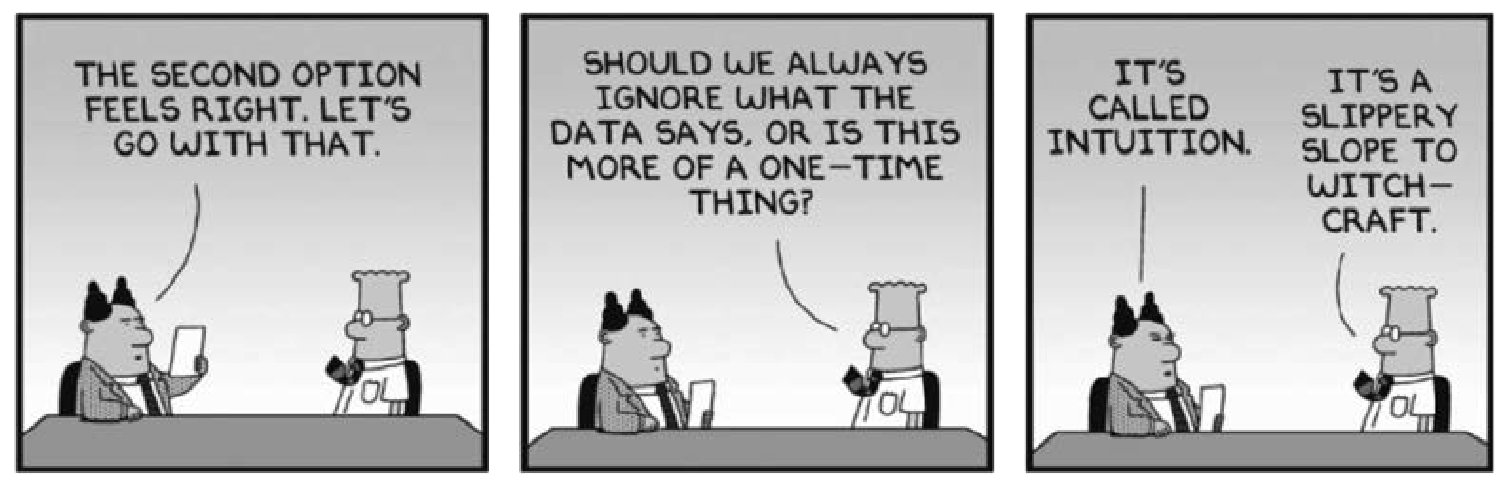 THE SECOND OPTION
FEELS RIGHT. LET'S
GO WITH THAT.
SHOULD WE ALWAYS
IGNORE WHAT THE
DATA SAYS, OR IS THIS
MORE OF A ONE-TIME
THING?
IT'S
CALLED
INTUITION.
IT'S A
SLIPPERY
SLOPE TO
WITCH-
CRAFT.